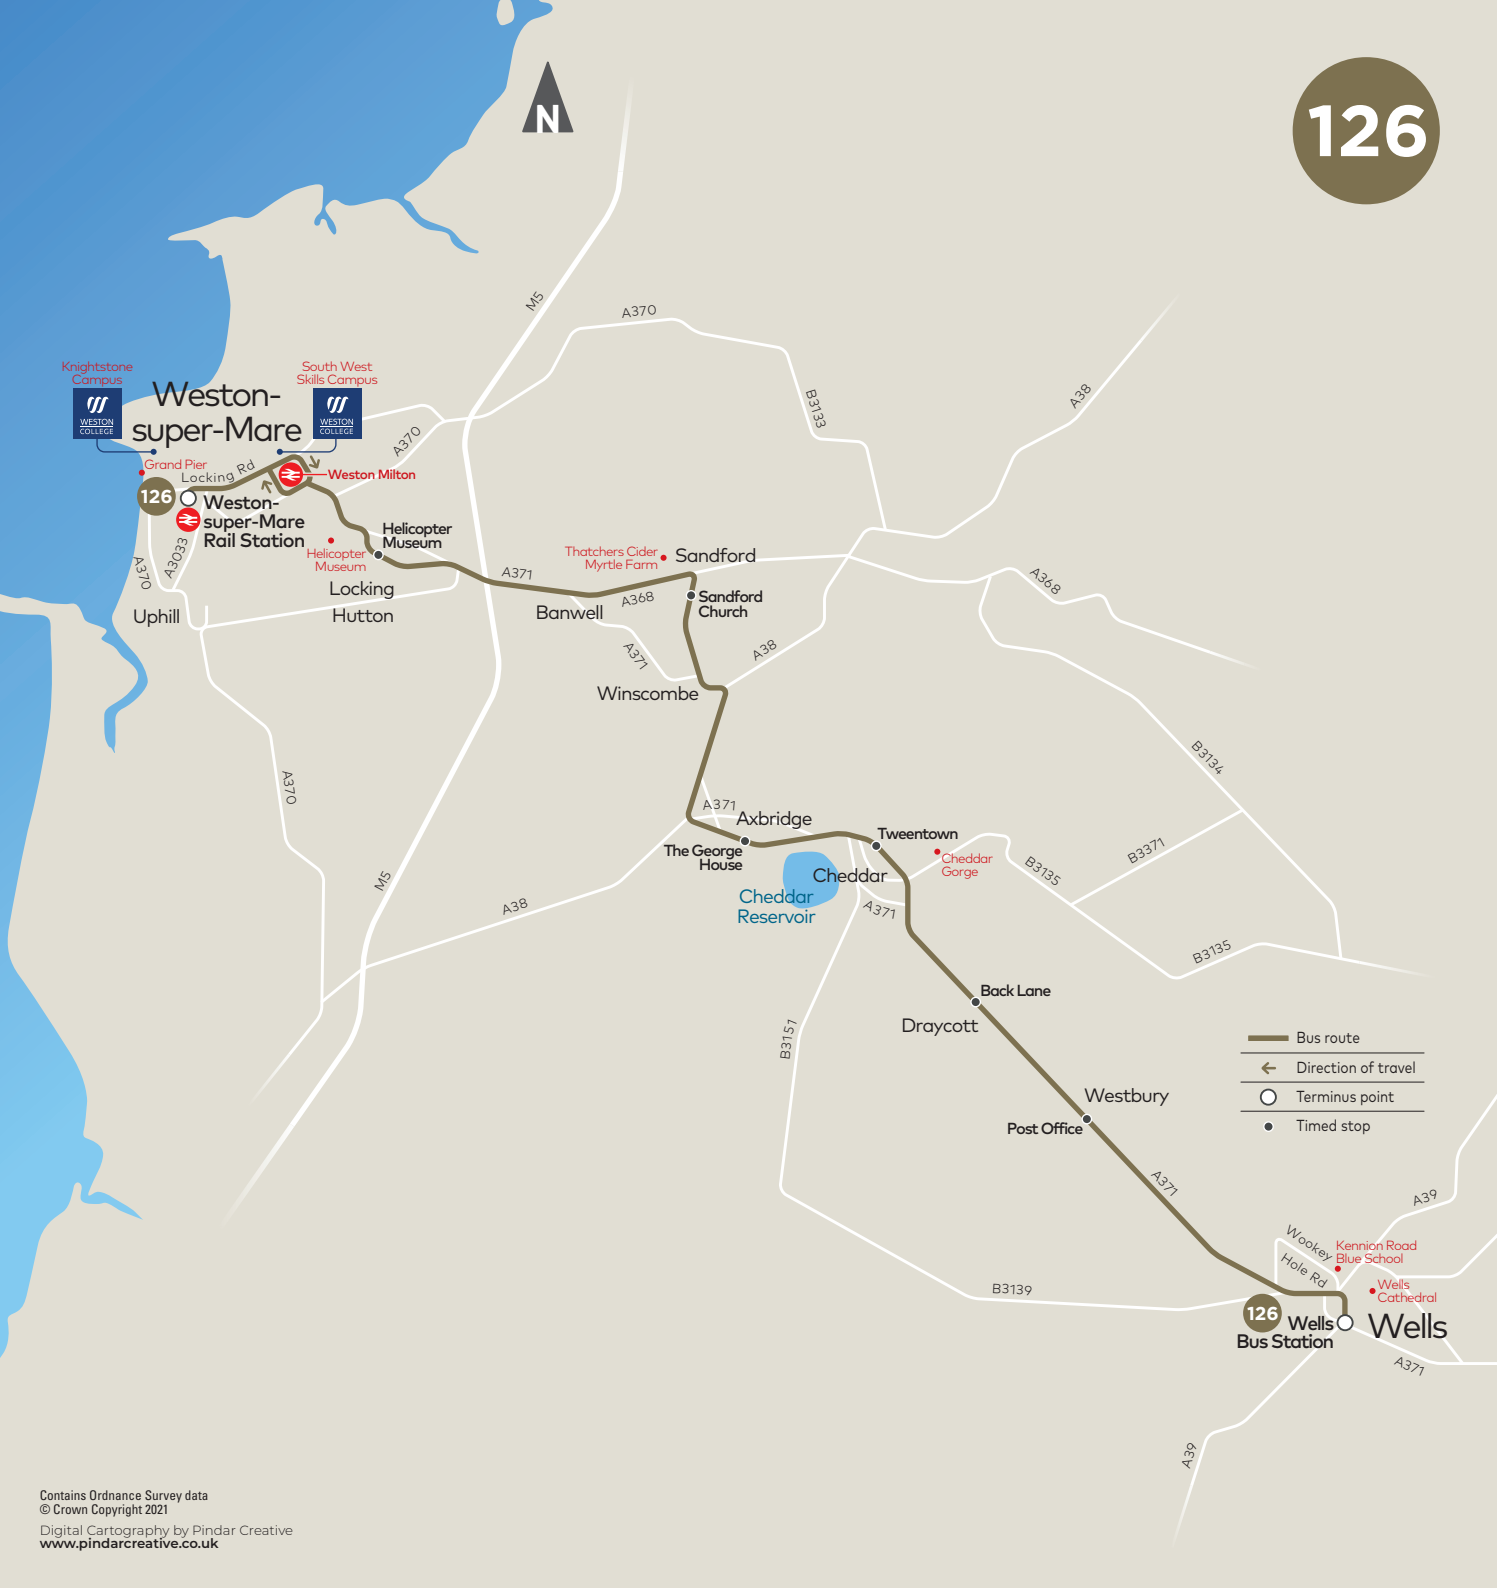 126
N
M5
A370
B3133
A38
Knightstone
Campus
WESTON
COLLEGE
Weston-
super-Mare
South West
Skills Campus
WESTON
COLLEGE
A370
Grand Pier
Locking Rd
Weston Milton
126
Weston-
super-Mare
Rail Station
Helicopter
Museum
Helicopter
Museum
A370
A3033
Locking
Hutton
Uphill
A371
Thatchers Cider
Myrtle Farm
Sandford
Banwell
A368
Sandford
Church
A368
A371
A38
Winscombe
A370
B3134
A371
Axbridge
The George
House
Tweentown
Cheddar
Gorge
B3135
B3371
Cheddar
Cheddar
Reservoir
M5
A38
A371
B3135
Back Lane
Draycott
B3151
Bus route
Direction of travel
Terminus point
Timed stop
Westbury
Post Office
A371
A39
Wookey
Hole Rd
Kennion Road
Blue School
Wells
Cathedral
B3139
126
Wells
Bus Station
Wells
A371
A39
Contains Ordnance Survey data
© Crown Copyright 2021
Digital Cartography by Pindar Creative
www.pindarcreative.co.uk